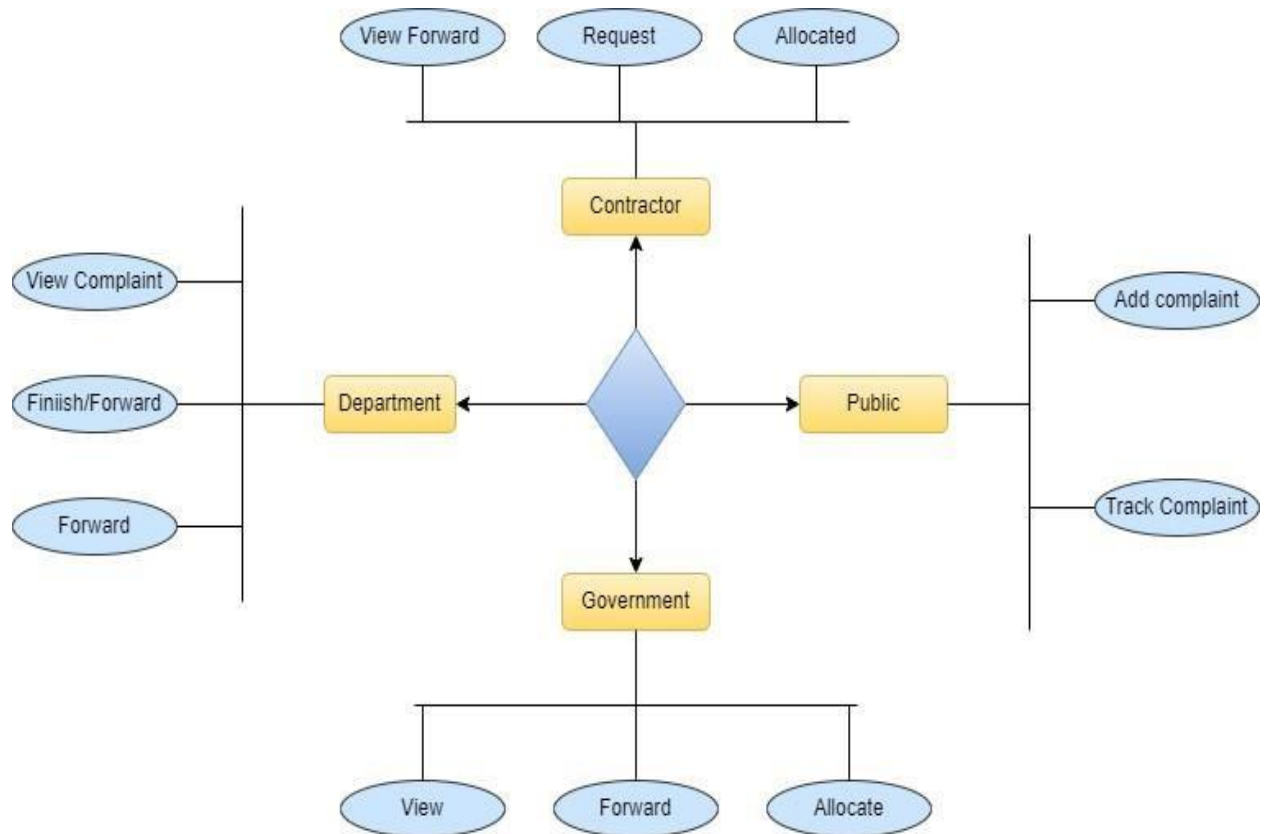 View Forward
Request
Allocated
Contractor
View Complaint
Add complaint
Finiish/Forward
Department
Public
Forward
Track Complaint
Government
View
Forward
Allocate